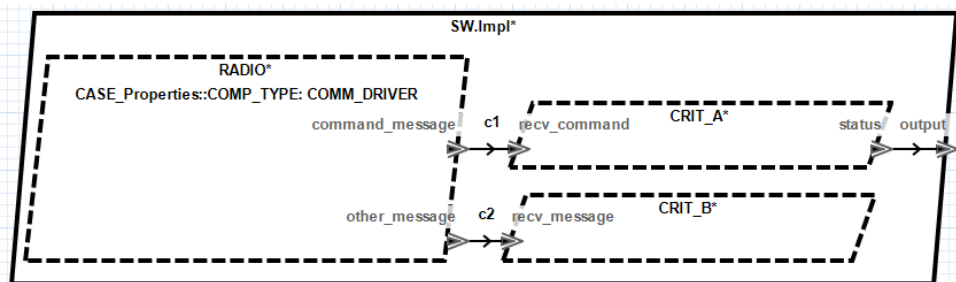 SW.Impl*
RADIO*
CASE_Properties::COMP_TYPE: COMM_DRIVER
command_message
c1
recv_command
CRIT_A*
status
output
other_message
c2
recv_message
CRIT_B*